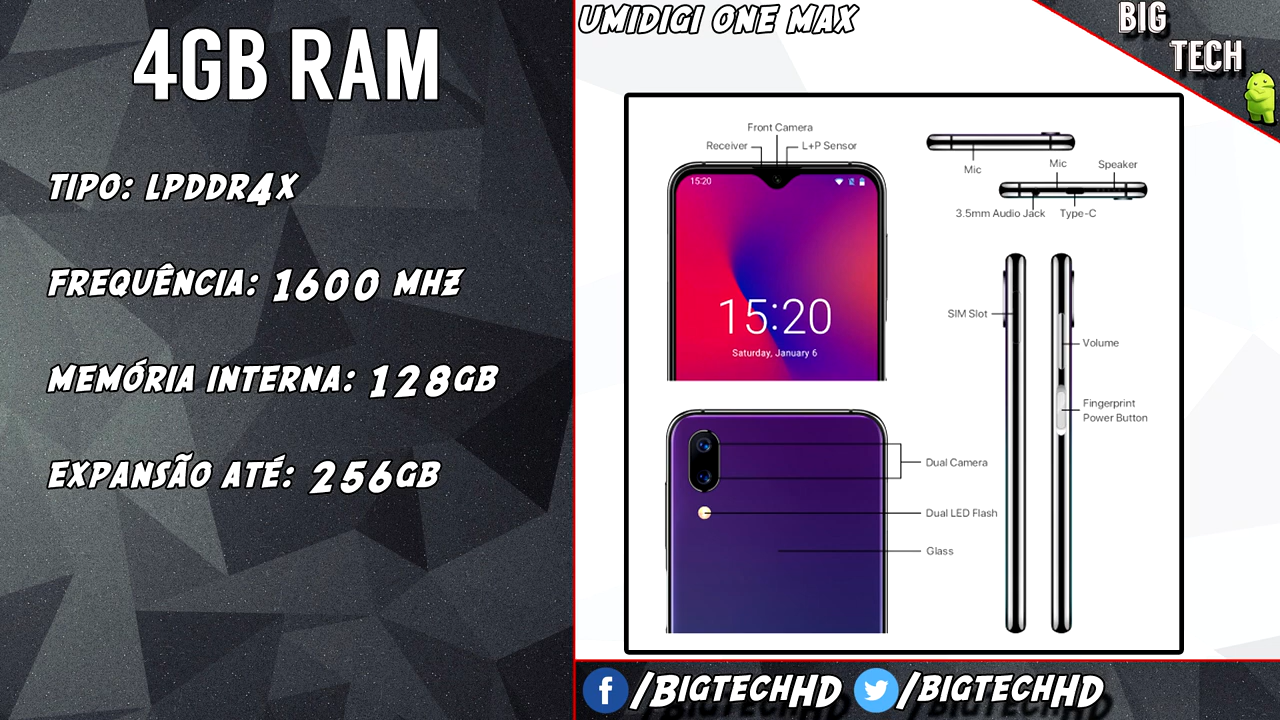 4GB RAM
TIPO: LPDDR4X
FREQUÊNCIA: 1600 MHZ
MEMÓRIA INTERNA: 128GB
EXPANSÃO ATÉ: 256GB
UMIDIGI ONE MAX
BIG
TECH
Front Camera
Receiver
L+P Sensor
15:20
15:20
Saturday, January 6
Mic
Mic
Speaker
3.5mm Audio Jack
Type-C
SIM Slot
Volume
Fingerprint
Power Button
Dual Camera
Dual LED Flash
Glass
/BIGTECHHD
/BIGTECHHD